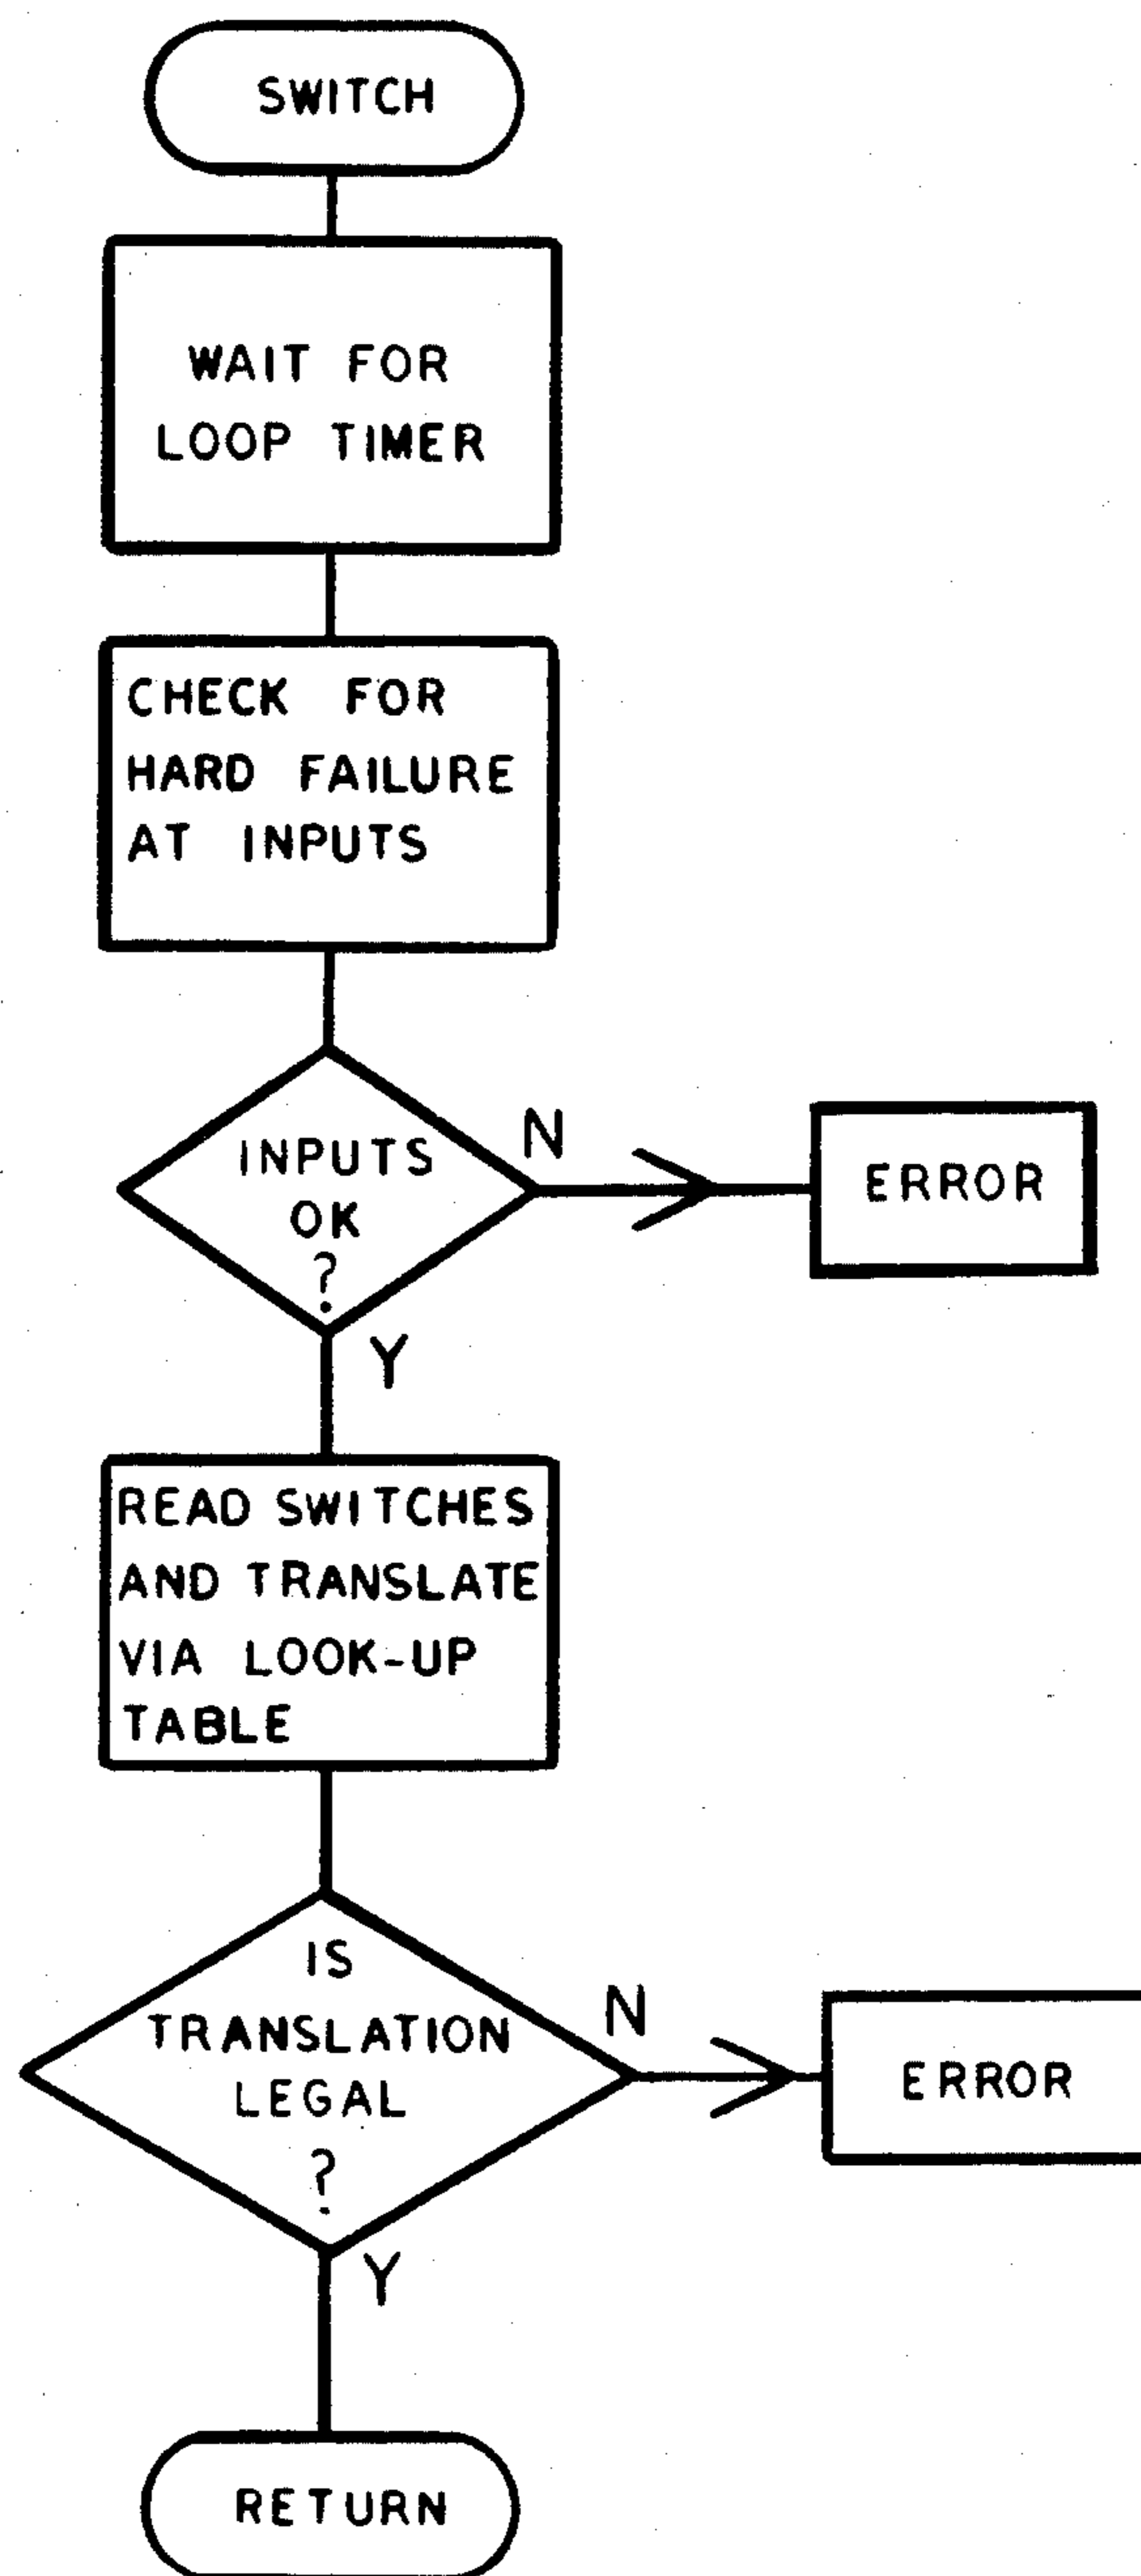 SWITCH
WAIT FOR
LOOP TIMER
CHECK FOR
HARD FAILURE
AT INPUTS
INPUTS
OK
?
N
ERROR
Y
READ SWITCHES
AND TRANSLATE
VIA LOOK-UP
TABLE
IS
TRANSLATION
LEGAL
?
N
ERROR
Y
RETURN